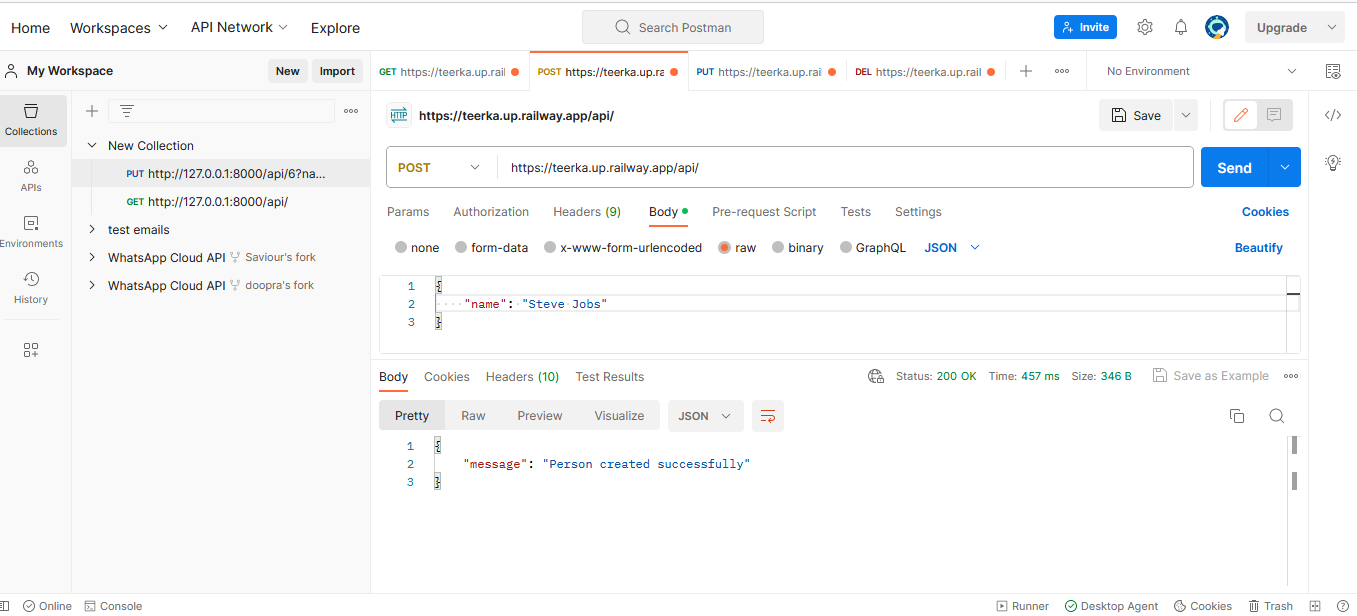 Home Workspaces API Network Explore Search Postman Invite Upgrade
My Workspace New Import GET https://teerka.up.rail POST https://teerka.up.ra PUT https://teerka.up.rail DEL https://teerka.up.rail No Environment
Collections
APIs
Environments
History
New Collection
PUT http://127.0.0.1:8000/api/6?na...
GET http://127.0.0.1:8000/api/
test emails
WhatsApp Cloud API Saviour's fork
WhatsApp Cloud API doopra's fork
HTTP https://teerka.up.railway.app/api/ Save
POST https://teerka.up.railway.app/api/ Send
Params Authorization Headers (9) Body Pre-request Script Tests Settings Cookies
none form-data x-www-form-urlencoded raw binary GraphQL JSON Beautify
1 {
2 "name": "Steve Jobs"
3 }
Body Cookies Headers (10) Test Results Status: 200 OK Time: 457 ms Size: 346 B Save as Example
Pretty Raw Preview Visualize JSON
1 {
2 "message": "Person created successfully"
3 }
Online Console Runner Desktop Agent Cookies Trash